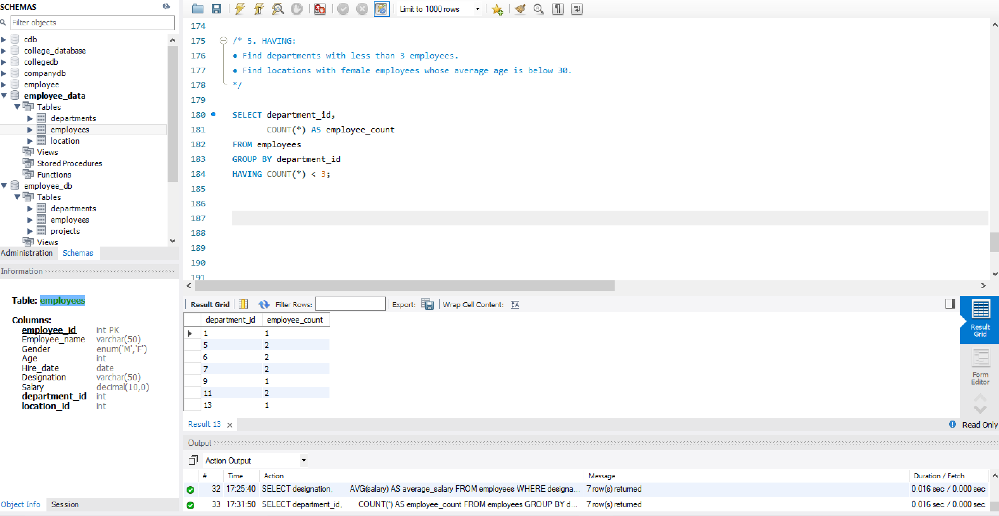 SCHEMAS
Filter objects
cdb
college_database
collegedb
companydb
employee
employee_data
Tables
departments
employees
location
Views
Stored Procedures
Functions
employee_db
Tables
departments
employees
projects
Views
Administration Schemas
Information
Table: employees
Columns:
employee_id int PK
Employee_name varchar(50)
Gender enum('M','F')
Age int
Hire_date date
Designation varchar(50)
Salary decimal(10,0)
department_id int
location_id int
Object Info Session
Limit to 1000 rows
174
175 /* 5. HAVING:
176 • Find departments with less than 3 employees.
177 • Find locations with female employees whose average age is below 30.
178 */
179
180 SELECT department_id,
181 COUNT(*) AS employee_count
182 FROM employees
183 GROUP BY department_id
184 HAVING COUNT(*) < 3;
185
186
187
188
189
190
191
Result Grid Filter Rows: Export: Wrap Cell Content:
department_id employee_count
1 1
5 2
6 2
7 2
9 1
11 2
13 1
Result Grid
Form Editor
Result 13 Read Only
Output
Action Output
# Time Action Message Duration / Fetch
32 17:25:40 SELECT designation, AVG(salary) AS average_salary FROM employees WHERE designa... 7 row(s) returned 0.016 sec / 0.000 sec
33 17:31:50 SELECT department_id, COUNT(*) AS employee_count FROM employees GROUP BY d... 7 row(s) returned 0.016 sec / 0.000 sec